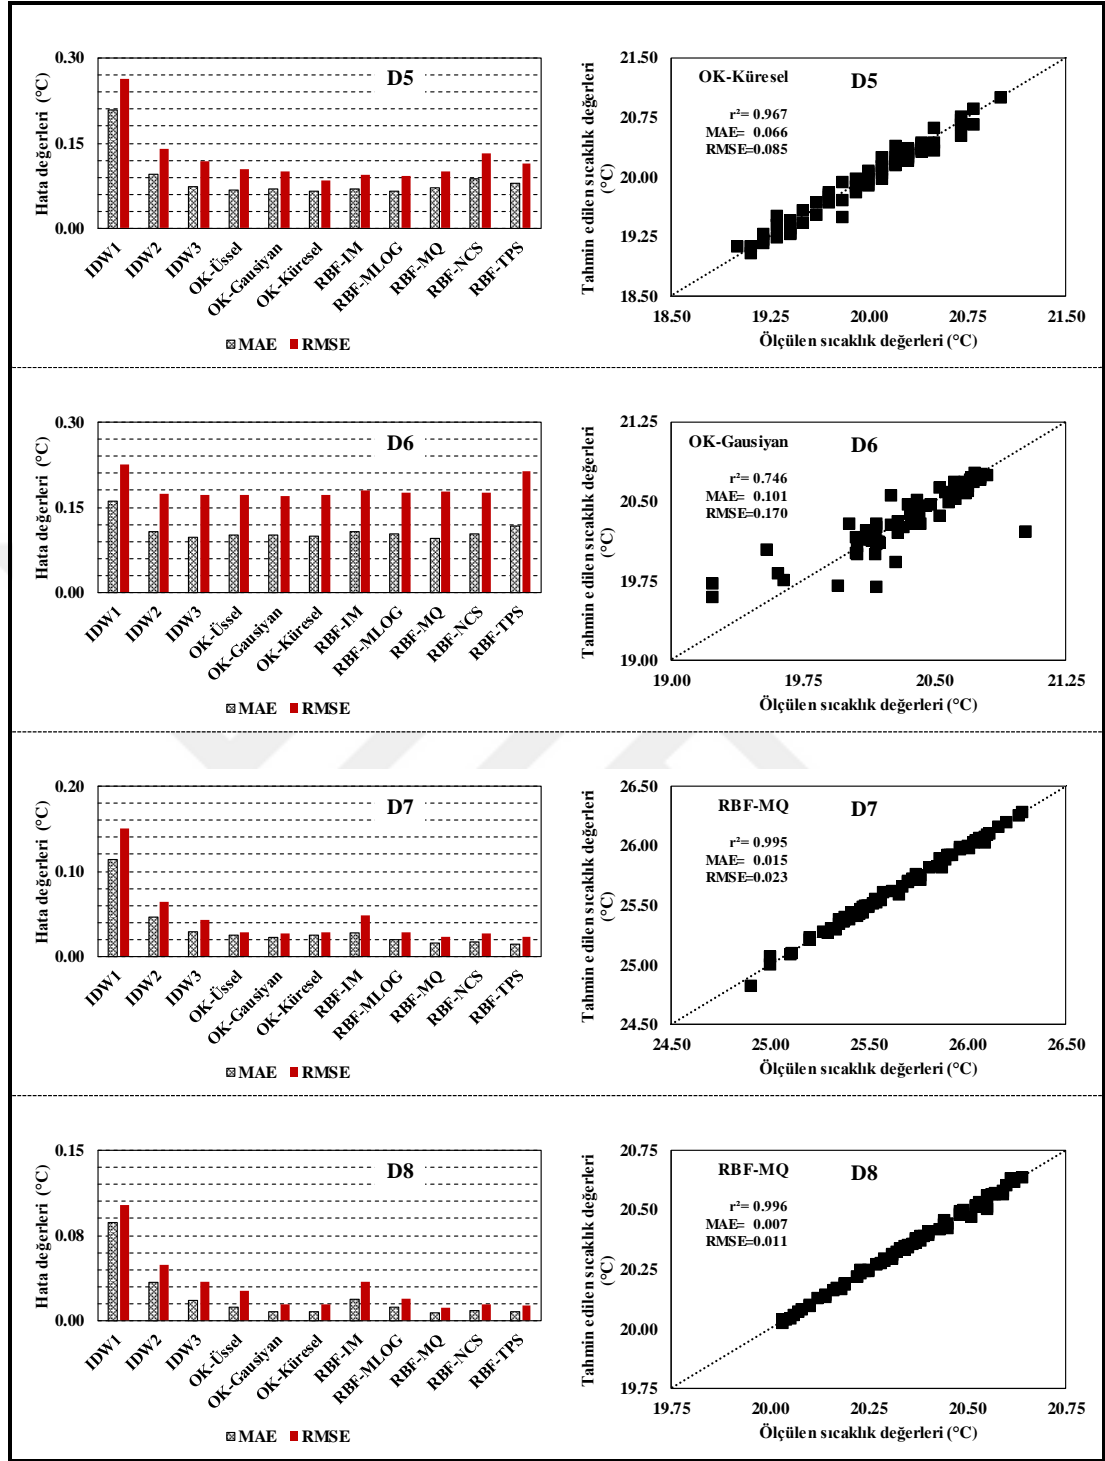 0.30
0.15
0.00
Hata değerleri (°C)
D5
IDW1
IDW2
IDW3
OK-Üssel
OK-Gausiyan
OK-Küresel
RBF-IM
RBF-MLOG
RBF-MQ
RBF-NCS
RBF-TPS
MAE RMSE
21.50
20.75
20.00
19.25
18.50
Tahmin edilen sıcaklık değerleri
(°C)
OK-Küresel D5
r²= 0.967
MAE= 0.066
RMSE=0.085
18.50 19.25 20.00 20.75 21.50
Ölçülen sıcaklık değerleri (°C)
0.30
0.15
0.00
Hata değerleri (°C)
D6
IDW1
IDW2
IDW3
OK-Üssel
OK-Gausiyan
OK-Küresel
RBF-IM
RBF-MLOG
RBF-MQ
RBF-NCS
RBF-TPS
MAE RMSE
21.25
20.50
19.75
19.00
Tahmin edilen sıcaklık değerleri
(°C)
OK-Gausiyan D6
r²= 0.746
MAE= 0.101
RMSE=0.170
19.00 19.75 20.50 21.25
Ölçülen sıcaklık değerleri (°C)
0.20
0.10
0.00
Hata değerleri (°C)
D7
IDW1
IDW2
IDW3
OK-Üssel
OK-Gausiyan
OK-Küresel
RBF-IM
RBF-MLOG
RBF-MQ
RBF-NCS
RBF-TPS
MAE RMSE
26.50
26.00
25.50
25.00
24.50
Tahmin edilen sıcaklık değerleri
(°C)
RBF-MQ D7
r²= 0.995
MAE= 0.015
RMSE=0.023
24.50 25.00 25.50 26.00 26.50
Ölçülen sıcaklık değerleri (°C)
0.15
0.08
0.00
Hata değerleri (°C)
D8
IDW1
IDW2
IDW3
OK-Üssel
OK-Gausiyan
OK-Küresel
RBF-IM
RBF-MLOG
RBF-MQ
RBF-NCS
RBF-TPS
MAE RMSE
20.75
20.50
20.25
20.00
19.75
Tahmin edilen sıcaklık değerleri
(°C)
RBF-MQ D8
r²= 0.996
MAE= 0.007
RMSE=0.011
19.75 20.00 20.25 20.50 20.75
Ölçülen sıcaklık değerleri (°C)